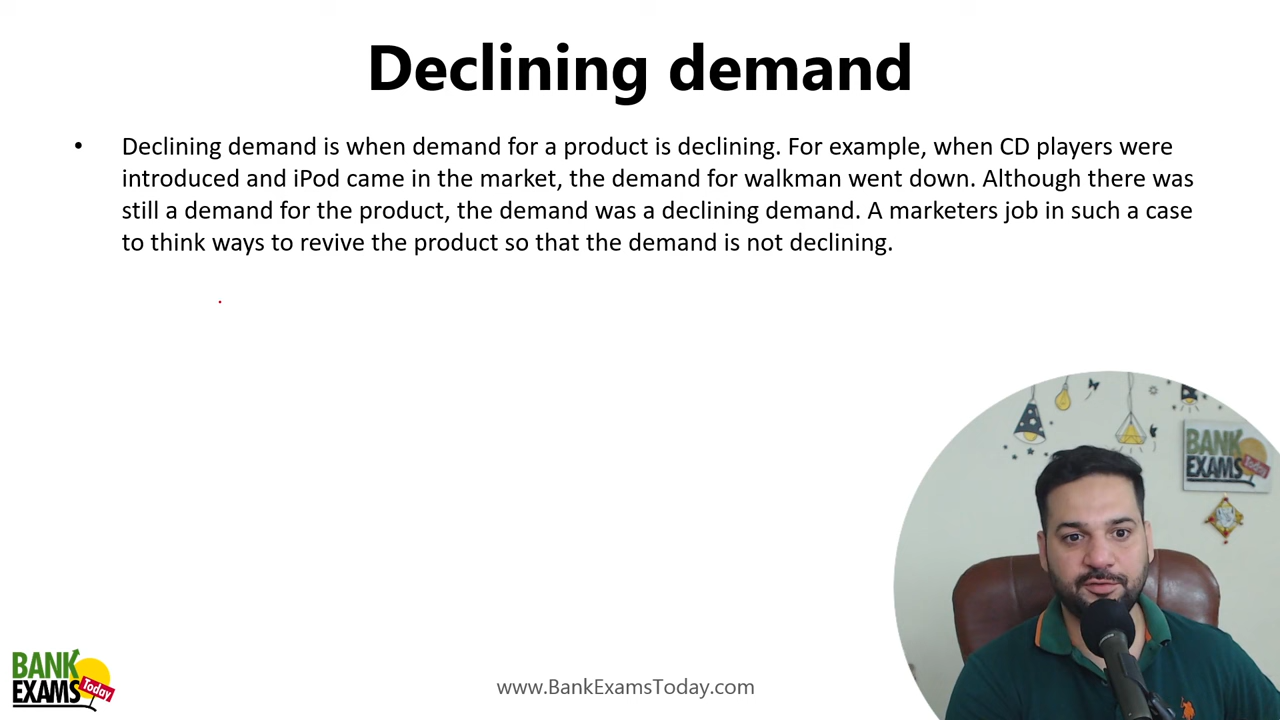 Declining demand
• Declining demand is when demand for a product is declining. For example, when CD players were
introduced and iPod came in the market, the demand for walkman went down. Although there was
still a demand for the product, the demand was a declining demand. A marketers job in such a case
to think ways to revive the product so that the demand is not declining.
BANK
EXAMS
Today
BANK
EXAMS
Today
www.BankExamsToday.com